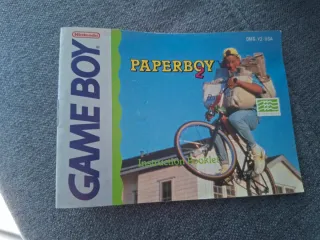 Nintendo
GAME BOY
PAPERBOY
2
Instruction Booklet